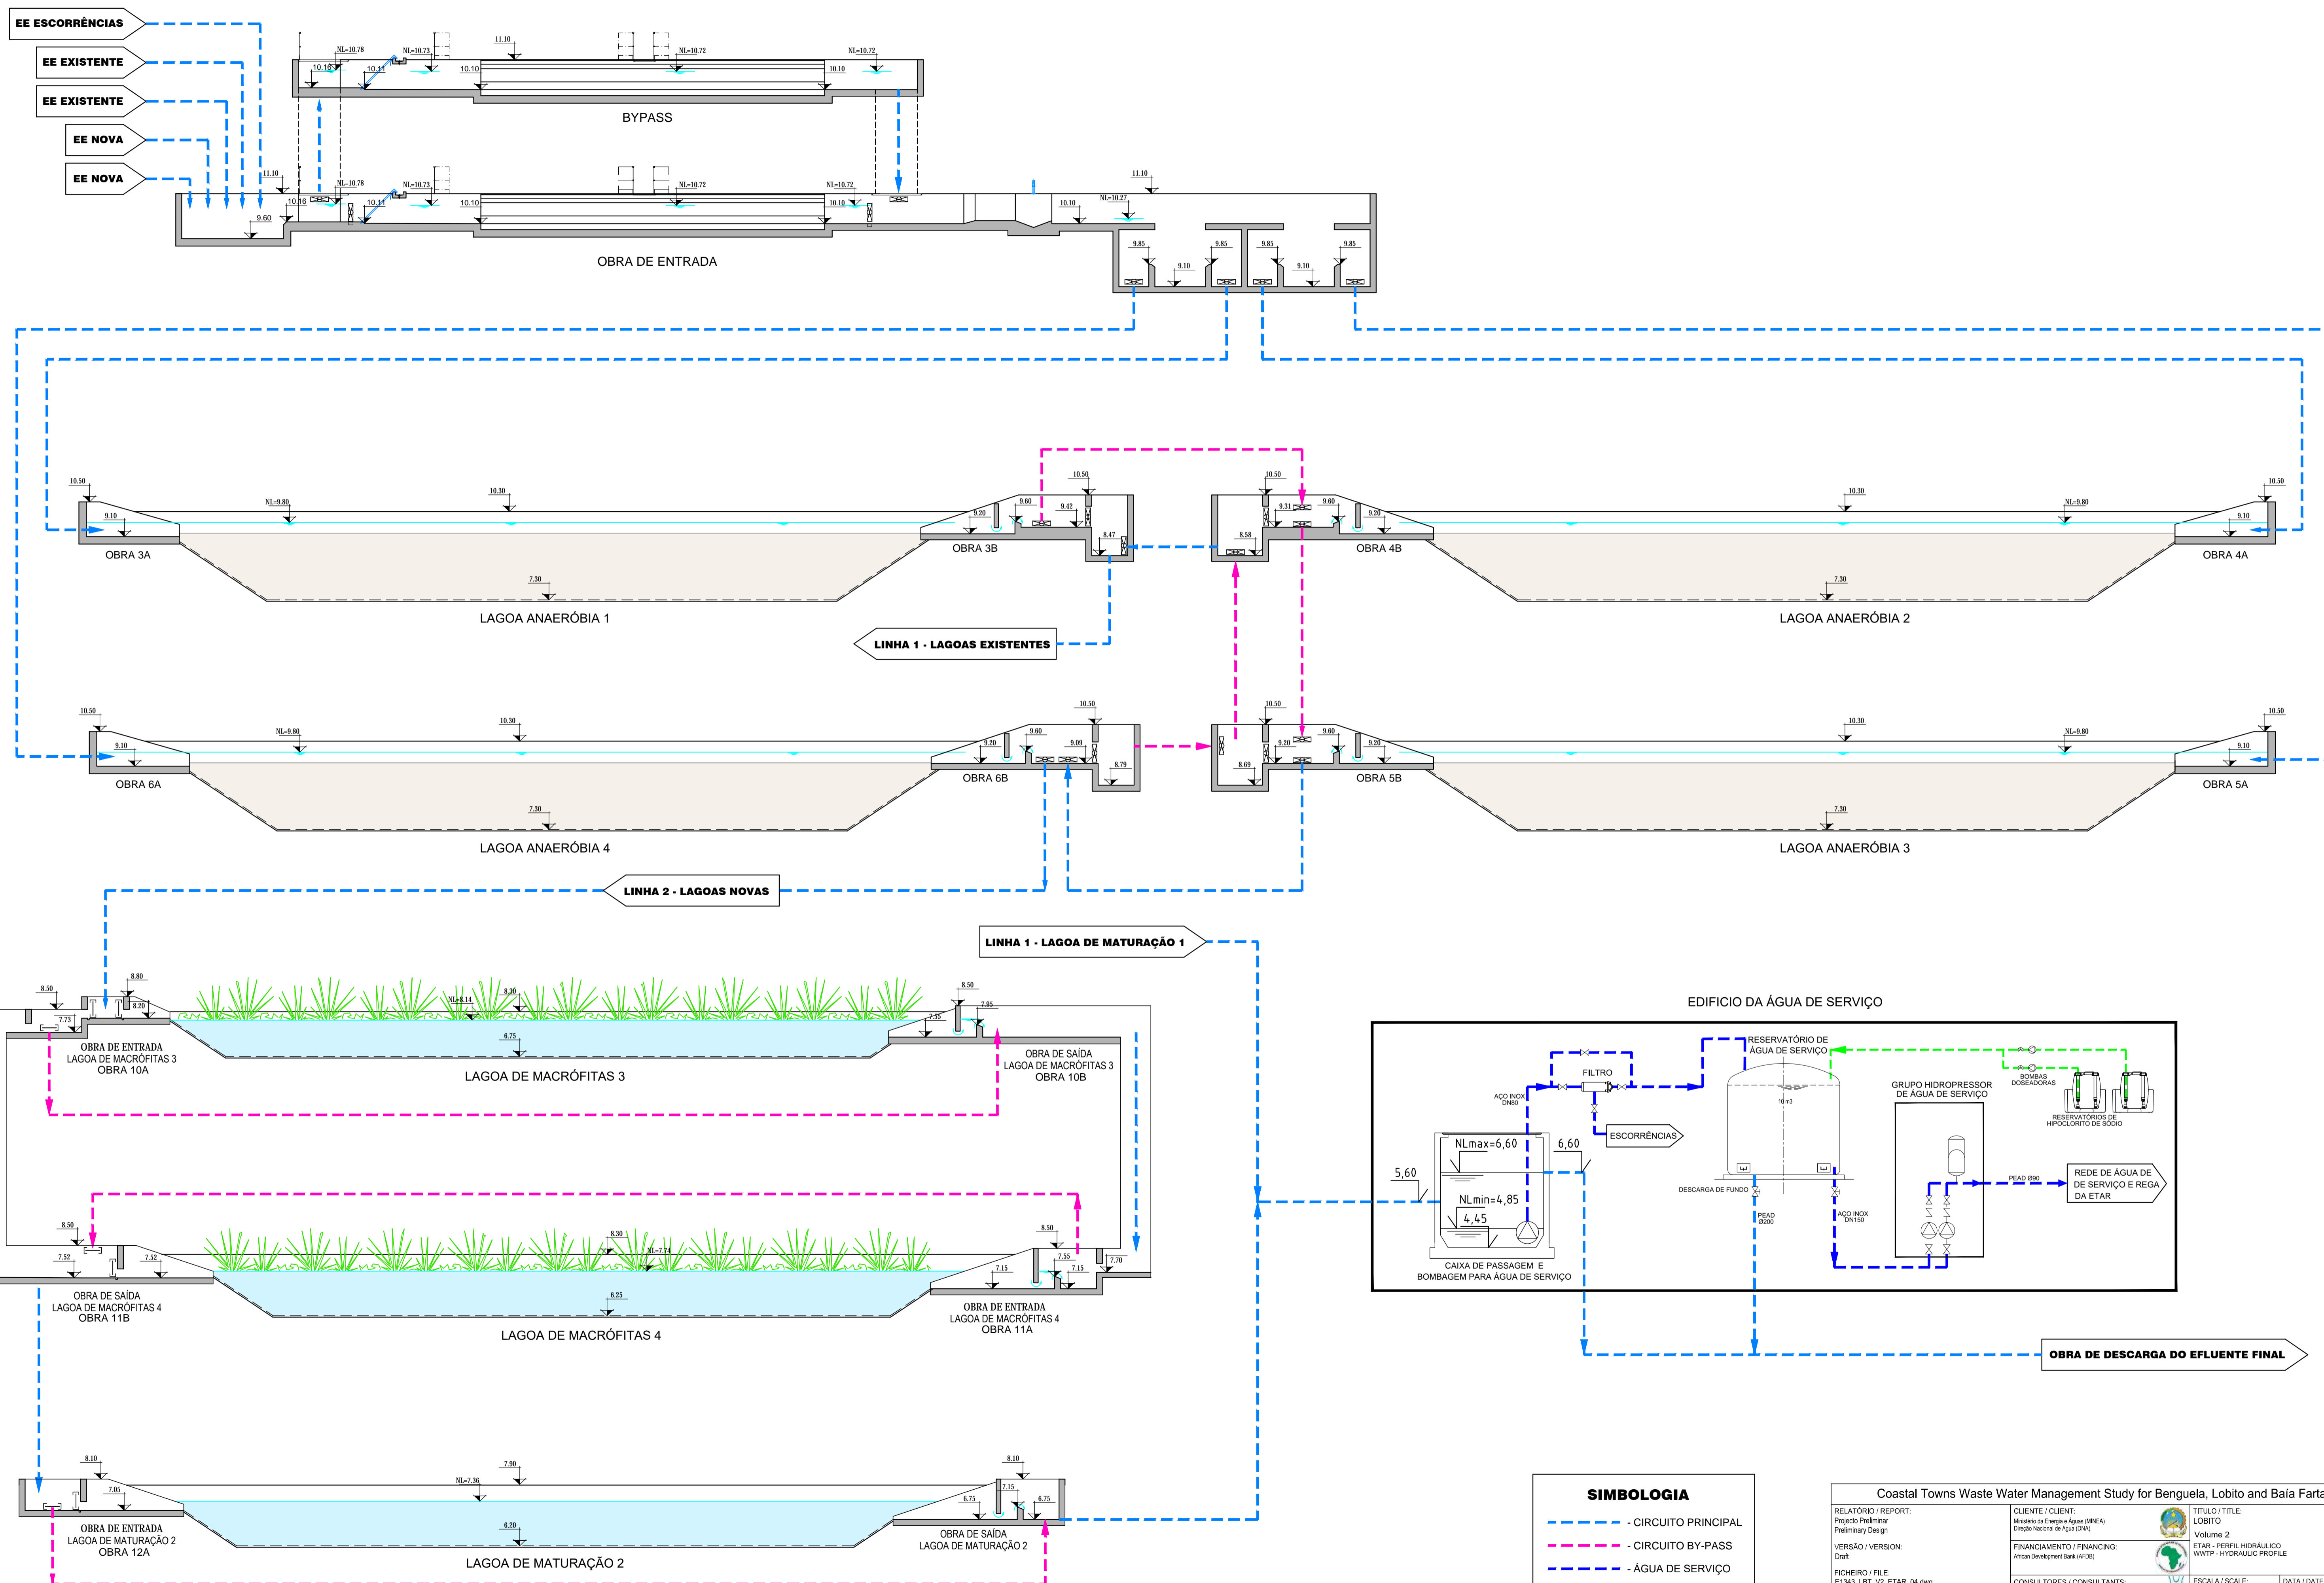 EE ESCORRÊNCIAS
EE EXISTENTE
EE EXISTENTE
EE NOVA
EE NOVA
NL=10.78
NL=10.73
11.10
NL=10.72
NL=10.72
10.16
10.11
10.10
10.10
BYPASS
11.10
NL=10.78
NL=10.73
NL=10.72
NL=10.72
11.10
10.16
10.11
10.10
10.10
10.10
NL=10.27
9.60
9.85
9.85
9.85
9.85
9.10
9.10
OBRA DE ENTRADA
10.50
NL=9.80
10.30
10.50
9.60
9.20
9.42
9.10
8.47
OBRA 3A
OBRA 3B
7.30
LAGOA ANAERÓBIA 1
10.50
9.60
9.31
9.20
8.58
10.30
NL=9.80
10.50
9.10
OBRA 4B
OBRA 4A
7.30
LAGOA ANAERÓBIA 2
LINHA 1 - LAGOAS EXISTENTES
10.50
NL=9.80
10.30
10.50
9.60
9.20
9.09
9.10
8.79
OBRA 6A
OBRA 6B
7.30
LAGOA ANAERÓBIA 4
10.50
9.60
9.20
9.20
8.69
10.30
NL=9.80
10.50
9.10
OBRA 5B
OBRA 5A
7.30
LAGOA ANAERÓBIA 3
LINHA 2 - LAGOAS NOVAS
LINHA 1 - LAGOA DE MATURAÇÃO 1
8.50
8.80
8.20
7.73
NL=8.14
8.30
8.50
7.95
7.55
6.75
OBRA DE ENTRADA
LAGOA DE MACRÓFITAS 3
OBRA 10A
LAGOA DE MACRÓFITAS 3
OBRA DE SAÍDA
LAGOA DE MACRÓFITAS 3
OBRA 10B
8.50
7.52
7.52
8.30
NL=7.74
8.50
7.55
7.15
7.15
7.70
6.25
OBRA DE SAÍDA
LAGOA DE MACRÓFITAS 4
OBRA 11B
LAGOA DE MACRÓFITAS 4
OBRA DE ENTRADA
LAGOA DE MACRÓFITAS 4
OBRA 11A
8.10
7.05
NL=7.36
7.90
8.10
7.15
6.75
6.75
6.20
OBRA DE ENTRADA
LAGOA DE MATURAÇÃO 2
OBRA 12A
LAGOA DE MATURAÇÃO 2
OBRA DE SAÍDA
LAGOA DE MATURAÇÃO 2
EDIFICIO DA ÁGUA DE SERVIÇO
RESERVATÓRIO DE
ÁGUA DE SERVIÇO
FILTRO
AÇO INOX
DN80
10 m3
BOMBAS
DOSEADORAS
GRUPO HIDROPRESSOR
DE ÁGUA DE SERVIÇO
RESERVATÓRIOS DE
HIPOCLORITO DE SÓDIO
ESCORRÊNCIAS
NLmax=6,60
6,60
5,60
NLmin=4,85
4,45
CAIXA DE PASSAGEM E
BOMBAGEM PARA ÁGUA DE SERVIÇO
DESCARGA DE FUNDO
PEAD
Ø200
AÇO INOX
DN150
PEAD Ø90
REDE DE ÁGUA DE
DE SERVIÇO E REGA
DA ETAR
OBRA DE DESCARGA DO EFLUENTE FINAL
SIMBOLOGIA
- CIRCUITO PRINCIPAL
- CIRCUITO BY-PASS
- ÁGUA DE SERVIÇO
Coastal Towns Waste Water Management Study for Benguela, Lobito and Baía Farta
RELATÓRIO / REPORT:
Projecto Preliminar
Preliminary Design
VERSÃO / VERSION:
Draft
FICHEIRO / FILE:
E1343_LBT_V2_ETAR_04.dwg
CLIENTE / CLIENT:
Ministério da Energia e Águas (MINEA)
Direção Nacional de Água (DNA)
FINANCIAMENTO / FINANCING:
African Development Bank (AFDB)
CONSULTORES / CONSULTANTS:
TITULO / TITLE:
LOBITO
Volume 2
ETAR - PERFIL HIDRÁULICO
WWTP - HYDRAULIC PROFILE
ESCALA / SCALE:
DATA / DATE